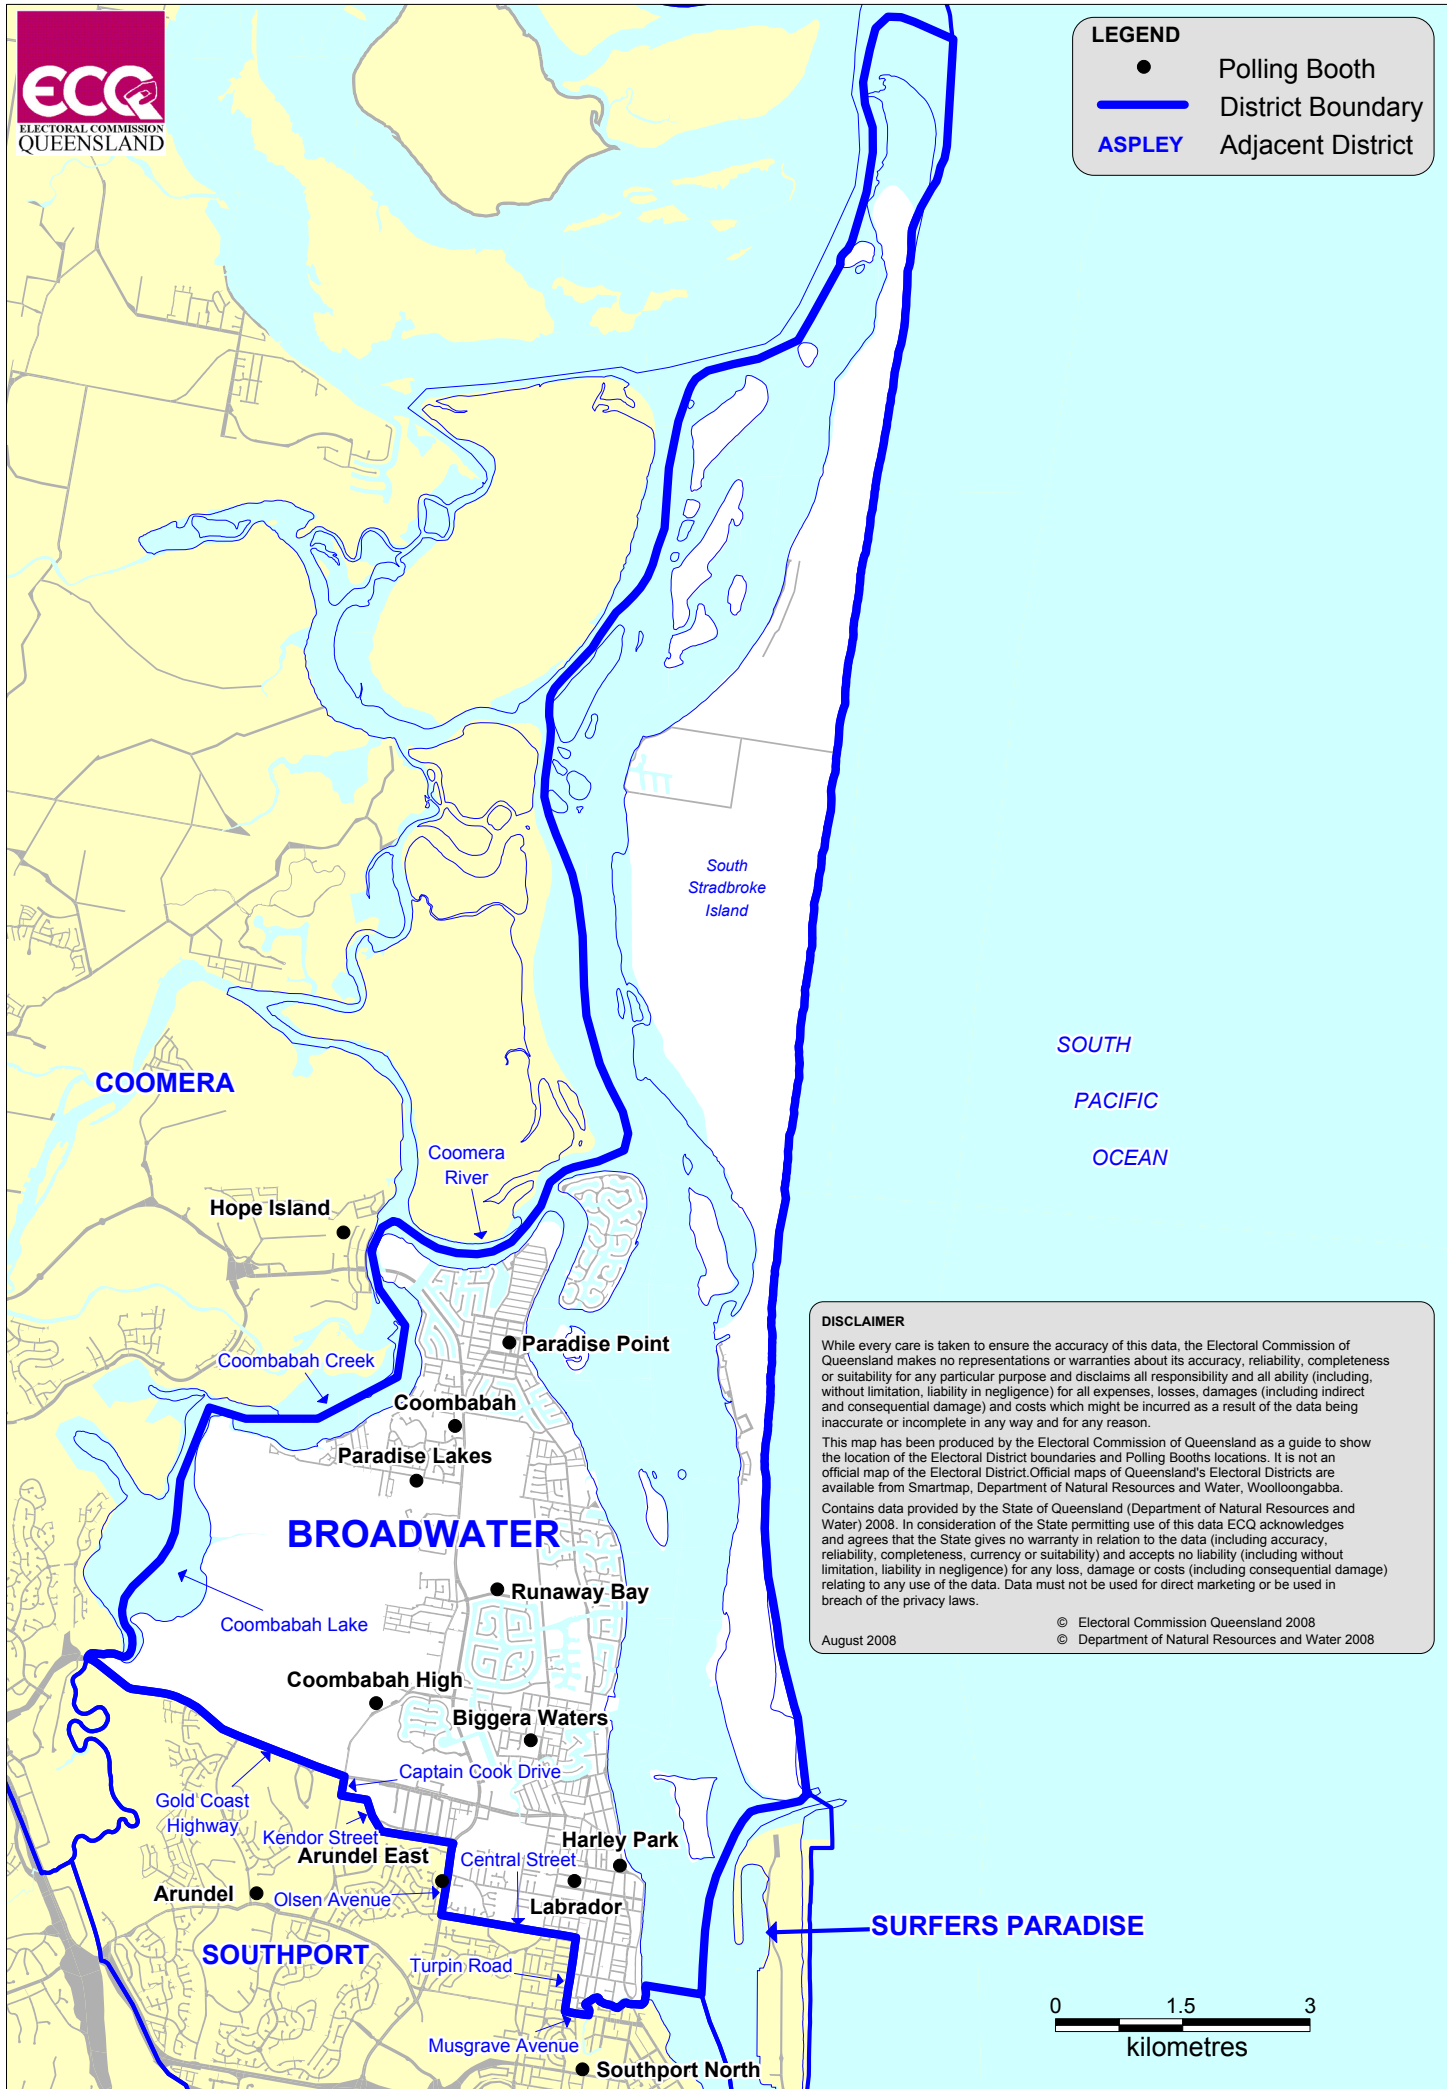 ECQ
ELECTORAL COMMISSION
QUEENSLAND
LEGEND
Polling Booth
District Boundary
ASPLEY Adjacent District
South
Stradbroke
Island
SOUTH
PACIFIC
OCEAN
COOMERA
Coomera
River
Hope Island
Paradise Point
Coombabah Creek
Coombabah
Paradise Lakes
BROADWATER
Runaway Bay
Coombabah Lake
Coombabah High
Biggera Waters
Captain Cook Drive
Gold Coast
Highway
Kendor Street
Harley Park
Arundel East
Central Street
Arundel
Olsen Avenue
Labrador
SURFERS PARADISE
SOUTHPORT
Turpin Road
Musgrave Avenue
Southport North
DISCLAIMER
While every care is taken to ensure the accuracy of this data, the Electoral Commission of
Queensland makes no representations or warranties about its accuracy, reliability, completeness
or suitability for any particular purpose and disclaims all responsibility and all ability (including,
without limitation, liability in negligence) for all expenses, losses, damages (including indirect
and consequential damage) and costs which might be incurred as a result of the data being
inaccurate or incomplete in any way and for any reason.
This map has been produced by the Electoral Commission of Queensland as a guide to show
the location of the Electoral District boundaries and Polling Booths locations. It is not an
official map of the Electoral District.Official maps of Queensland's Electoral Districts are
available from Smartmap, Department of Natural Resources and Water, Woolloongabba.
Contains data provided by the State of Queensland (Department of Natural Resources and
Water) 2008. In consideration of the State permitting use of this data ECQ acknowledges
and agrees that the State gives no warranty in relation to the data (including accuracy,
reliability, completeness, currency or suitability) and accepts no liability (including without
limitation, liability in negligence) for any loss, damage or costs (including consequential damage)
relating to any use of the data. Data must not be used for direct marketing or be used in
breach of the privacy laws.
© Electoral Commission Queensland 2008
August 2008 © Department of Natural Resources and Water 2008
0 1.5 3
kilometres